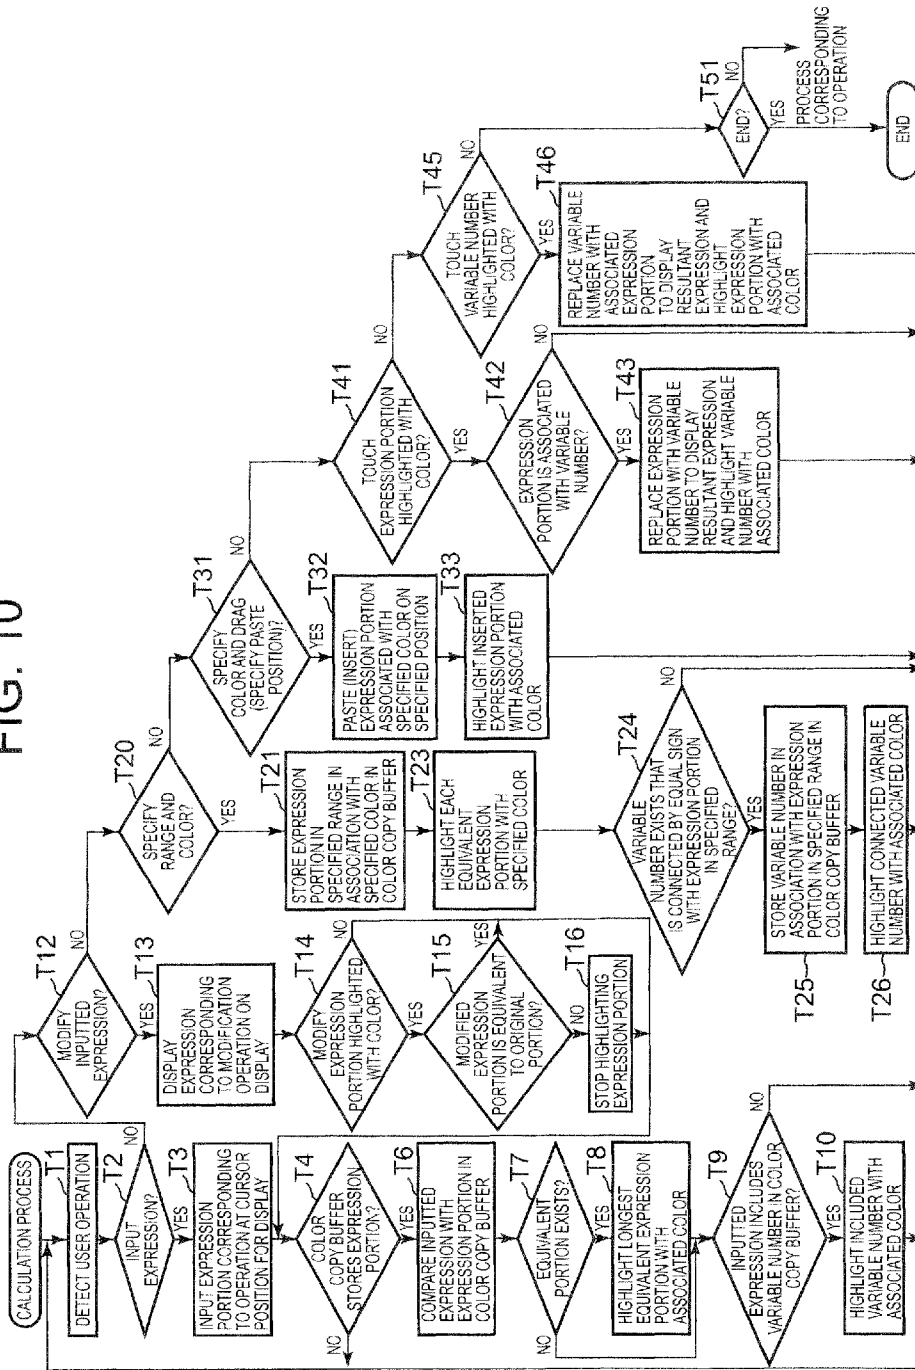 FIG. 10
CALCULATION PROCESS
T1
DETECT USER OPERATION
T2
INPUT
EXPRESSION?
NO
YES
T3
INPUT EXPRESSION
PORTION CORRESPONDING
TO OPERATION AT CURSOR
POSITION FOR DISPLAY
T4
COLOR
COPY BUFFER
STORES EXPRESSION
PORTION?
NO
YES
T6
COMPARE INPUTTED
EXPRESSION WITH
EXPRESSION PORTION IN
COLOR COPY BUFFER
T7
EQUIVALENT
PORTION EXISTS?
NO
YES
T8
HIGHLIGHT LONGEST
EQUIVALENT EXPRESSION
PORTION WITH
ASSOCIATED COLOR
T9
INPUTTED
EXPRESSION INCLUDES
VARIABLE NUMBER IN COLOR
COPY BUFFER?
NO
YES
T10
HIGHLIGHT INCLUDED
VARIABLE NUMBER WITH
ASSOCIATED COLOR
T12
MODIFY
INPUTTED
EXPRESSION?
NO
YES
T13
DISPLAY
EXPRESSION
CORRESPONDING
TO MODIFICATION
OPERATION ON
DISPLAY
T14
MODIFY
EXPRESSION
PORTION HIGHLIGHTED
WITH COLOR?
NO
YES
T15
MODIFIED
EXPRESSION
PORTION IS EQUIVALENT
TO ORIGINAL
PORTION?
YES
NO
T16
STOP HIGHLIGHTING
EXPRESSION PORTION
T20
SPECIFY
RANGE AND
COLOR?
NO
YES
T21
STORE EXPRESSION
PORTION IN
SPECIFIED RANGE IN
ASSOCIATION WITH
SPECIFIED COLOR IN
COLOR COPY BUFFER
T23
HIGHLIGHT EACH
EQUIVALENT
EXPRESSION
PORTION WITH
SPECIFIED COLOR
T24
VARIABLE
NUMBER EXISTS THAT
IS CONNECTED BY EQUAL SIGN
WITH EXPRESSION PORTION
IN SPECIFIED
RANGE?
NO
YES
T25
STORE VARIABLE NUMBER IN
ASSOCIATION WITH EXPRESSION
PORTION IN SPECIFIED RANGE IN
COLOR COPY BUFFER
T26
HIGHLIGHT CONNECTED VARIABLE
NUMBER WITH ASSOCIATED COLOR
T31
SPECIFY
COLOR AND DRAG
(SPECIFY PASTE
POSITION)?
NO
YES
T32
PASTE (INSERT)
EXPRESSION PORTION
ASSOCIATED WITH
SPECIFIED COLOR ON
SPECIFIED POSITION
T33
HIGHLIGHT INSERTED
EXPRESSION PORTION
WITH ASSOCIATED
COLOR
T41
TOUCH
EXPRESSION PORTION
HIGHLIGHTED WITH
COLOR?
NO
YES
T42
EXPRESSION
PORTION IS ASSOCIATED
WITH VARIABLE
NUMBER?
NO
YES
T43
REPLACE EXPRESSION
PORTION WITH VARIABLE
NUMBER TO DISPLAY
RESULTANT EXPRESSION
AND HIGHLIGHT VARIABLE
NUMBER WITH
ASSOCIATED COLOR
T45
TOUCH
VARIABLE NUMBER
HIGHLIGHTED WITH
COLOR?
NO
YES
T46
REPLACE VARIABLE
NUMBER WITH
ASSOCIATED
EXPRESSION
PORTION
TO DISPLAY
RESULTANT
EXPRESSION AND
HIGHLIGHT
EXPRESSION
PORTION WITH
ASSOCIATED
COLOR
T51
END?
NO
YES
PROCESS
CORRESPONDING
TO OPERATION
END